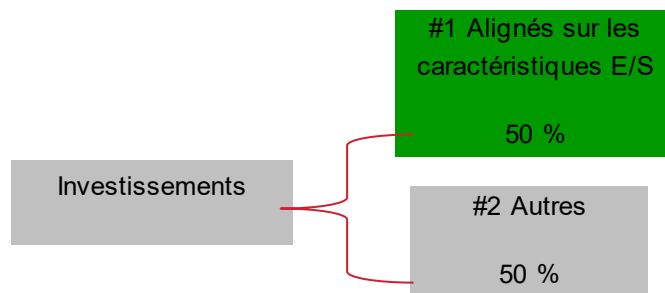 #1 Alignés sur les
caractéristiques E/S
50 %
Investissements
#2 Autres
50 %